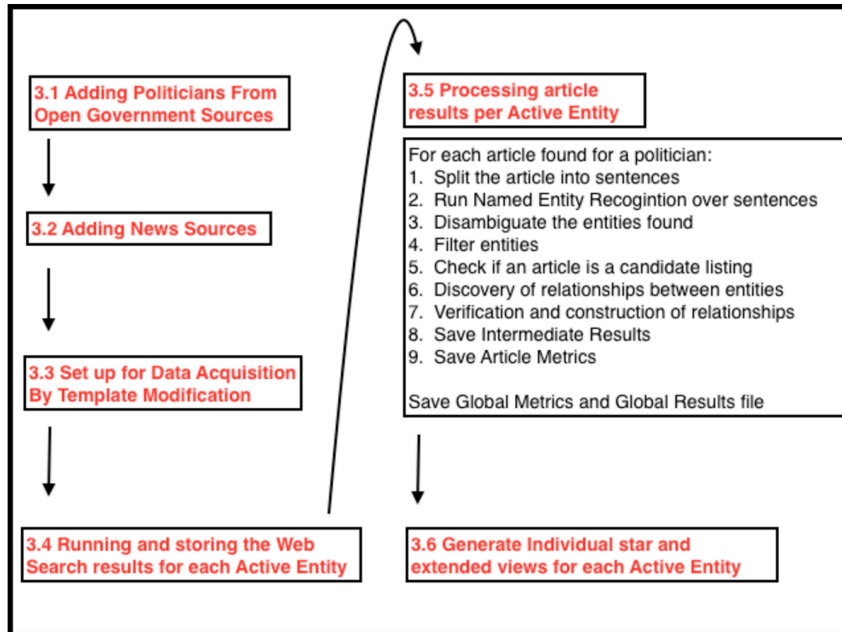 3.1 Adding Politicians From
Open Government Sources
3.2 Adding News Sources
3.3 Set up for Data Acquisition
By Template Modification
3.4 Running and storing the Web
Search results for each Active Entity
3.5 Processing article
results per Active Entity
For each article found for a politician:
1. Split the article into sentences
2. Run Named Entity Recogintion over sentences
3. Disambiguate the entities found
4. Filter entities
5. Check if an article is a candidate listing
6. Discovery of relationships between entities
7. Verification and construction of relationships
8. Save Intermediate Results
9. Save Article Metrics
Save Global Metrics and Global Results file
3.6 Generate Individual star and
extended views for each Active Entity